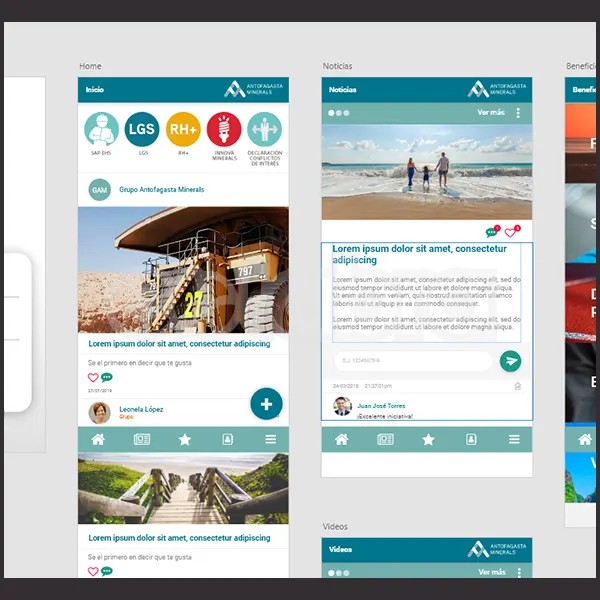 Home
Inicio
ANTOFAGASTA
MINERALS
LGS
RH+
SAP DHS
LGS
RH+
INNOVA
MINERALS
DECLARACIÓN
CONFLICTOS
DE INTERÉS
GAM
Grupo Antofagasta Minerals
797
27
Lorem ipsum dolor sit amet, consectetur adipiscing
Se el primero en decir que te gusta
27/07/2018
Leonela López
Grupo
Lorem ipsum dolor sit amet, consectetur adipiscing
Se el primero en decir que te gusta
Noticias
Noticias
ANTOFAGASTA
MINERALS
Ver más
Lorem ipsum dolor sit amet, consectetur
adipiscing
Lorem ipsum dolor sit amet, consectetur adipiscing elit, sed do
eiusmod tempor incididunt ut labore et dolore magna aliqua.
Ut enim ad minim veniam, quis nostrud exercitation ullamco
laboris nisi ut aliquip ex ea commodo consequat.
Lorem ipsum dolor sit amet, consectetur adipiscing elit, sed do
eiusmod tempor incididunt ut labore et dolore magna aliqua.
24/03/2018 21:37:01pm
Juan José Torres
¡Excelente iniciativa!
Videos
Videos
ANTOFAGASTA
MINERALS
Ver más